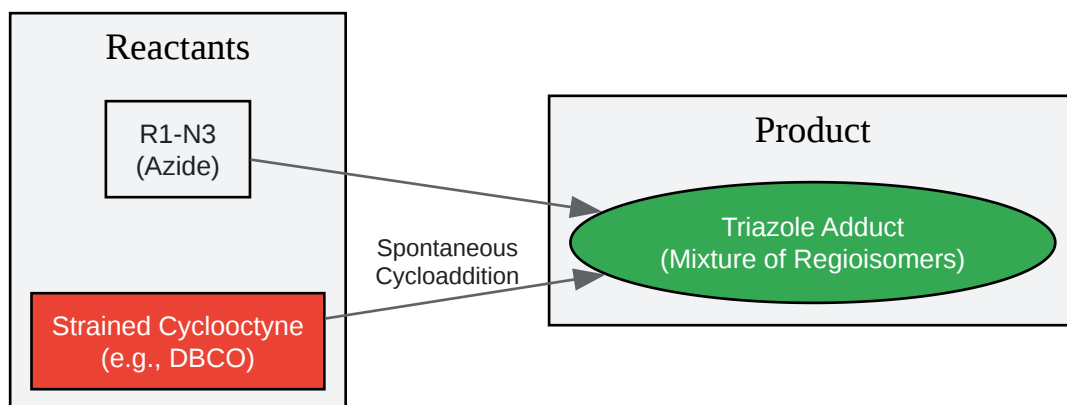 Reactants
R1-N3
(Azide)
Strained Cyclooctyne
(e.g., DBCO)
Spontaneous
Cycloaddition
Product
Triazole Adduct
(Mixture of Regioisomers)